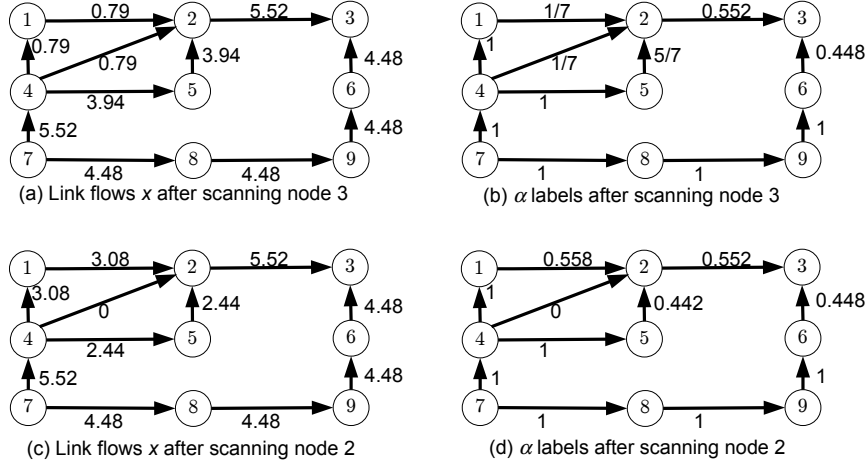 0.79
5.52
1 2 3
0.79
0.79
3.94
4.48
4 5 6
3.94
5.52
4.48
7 8 9
4.48
4.48
(a) Link flows x after scanning node 3
1/7
0.552
1 2 3
1
1/7
5/7
0.448
4 5 6
1
1
1
7 8 9
1
1
(b) α labels after scanning node 3
3.08
5.52
1 2 3
3.08
0
2.44
4.48
4 5 6
2.44
5.52
4.48
7 8 9
4.48
4.48
(c) Link flows x after scanning node 2
0.558
0.552
1 2 3
1
0
0.442
0.448
4 5 6
1
1
1
7 8 9
1
1
(d) α labels after scanning node 2